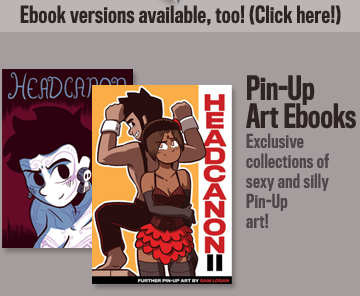 Ebook versions available, too! (Click here!)
HEADCANON
HEADCANON II
FURTHER PIN-UP ART BY SAM LOGAN
Pin-Up
Art Ebooks
Exclusive
collections of
sexy and silly
Pin-Up
art!